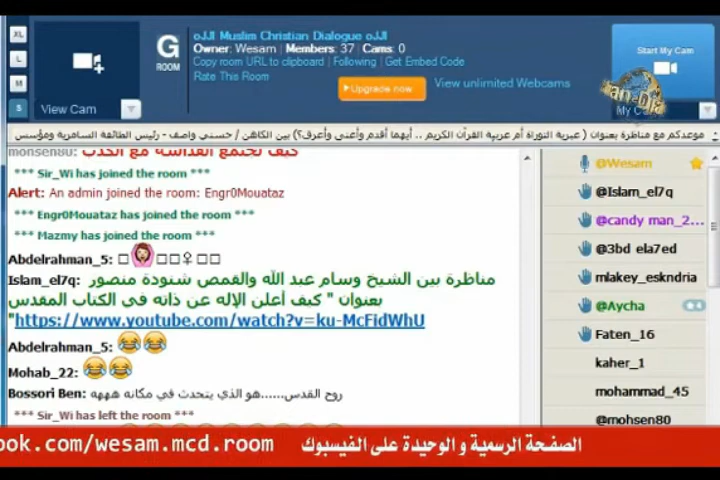 XL
L
M
S
View Cam
G
ROOM
oJJl Muslim Christian Dialogue oJJl
Owner: Wesam | Members: 37 | Cams: 0
Copy room URL to clipboard | Following | Get Embed Code
Rate This Room
Upgrade now
View unlimited Webcams
Start My Cam
موعدكم مع مناظرة بعنوان ( عبرية التوراة أم عربية القرآن الكريم .. أيهما أقدم وأغنى وأعرق؟) بين الكاهن / حسني واصف - رئيس الطائفة السامرية ومؤسس
mohsen80: كيف تجتمع القداسة مع الكذب
*** Sir_Wi has joined the room ***
Alert: An admin joined the room: Engr0Mouataz
*** Engr0Mouataz has joined the room ***
*** Mazmy has joined the room ***
Abdelrahman_5:
Islam_el7q: مناظرة بين الشيخ وسام عبد الله والقمص شنودة منصور
بعنوان " كيف أعلن الإله عن ذاته في الكتاب المقدس
"https://www.youtube.com/watch?v=ku-McFidWhU
Abdelrahman_5:
Mohab_22:
Bossori Ben: روح القدس......هو الذي يتحدث في مكانه هههه
*** Sir_Wi has left the room ***
@Wesam
@Islam_el7q
@candy man_2...
@3bd ela7ed
mlakey_eskndria
@Aycha
Faten_16
kaher_1
mohammad_45
@mohsen80
ook.com/wesam.mcd.room الصفحة الرسمية و الوحيدة على الفيسبوك